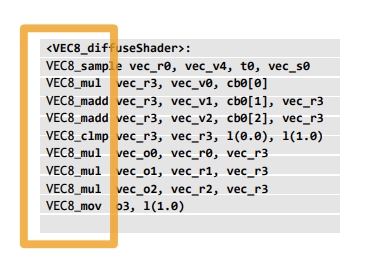 <VEC8_diffuseShader>:
VEC8_sample vec_r0, vec_v4, t0, vec_s0
VEC8_mul vec_r3, vec_v0, cb0[0]
VEC8_madd vec_r3, vec_v1, cb0[1], vec_r3
VEC8_madd vec_r3, vec_v2, cb0[2], vec_r3
VEC8_clmp vec_r3, vec_r3, l(0.0), l(1.0)
VEC8_mul vec_o0, vec_r0, vec_r3
VEC8_mul vec_o1, vec_r1, vec_r3
VEC8_mul vec_o2, vec_r2, vec_r3
VEC8_mov o3, l(1.0)